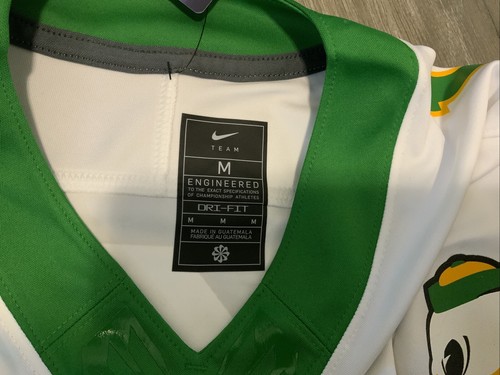 TEAM
M
ENGINEERED
TO THE EXACT SPECIFICATIONS
OF CHAMPIONSHIP ATHLETES
DRI-FIT
M M M
MADE IN GUATEMALA
FABRIQUÉ AU GUATEMALA